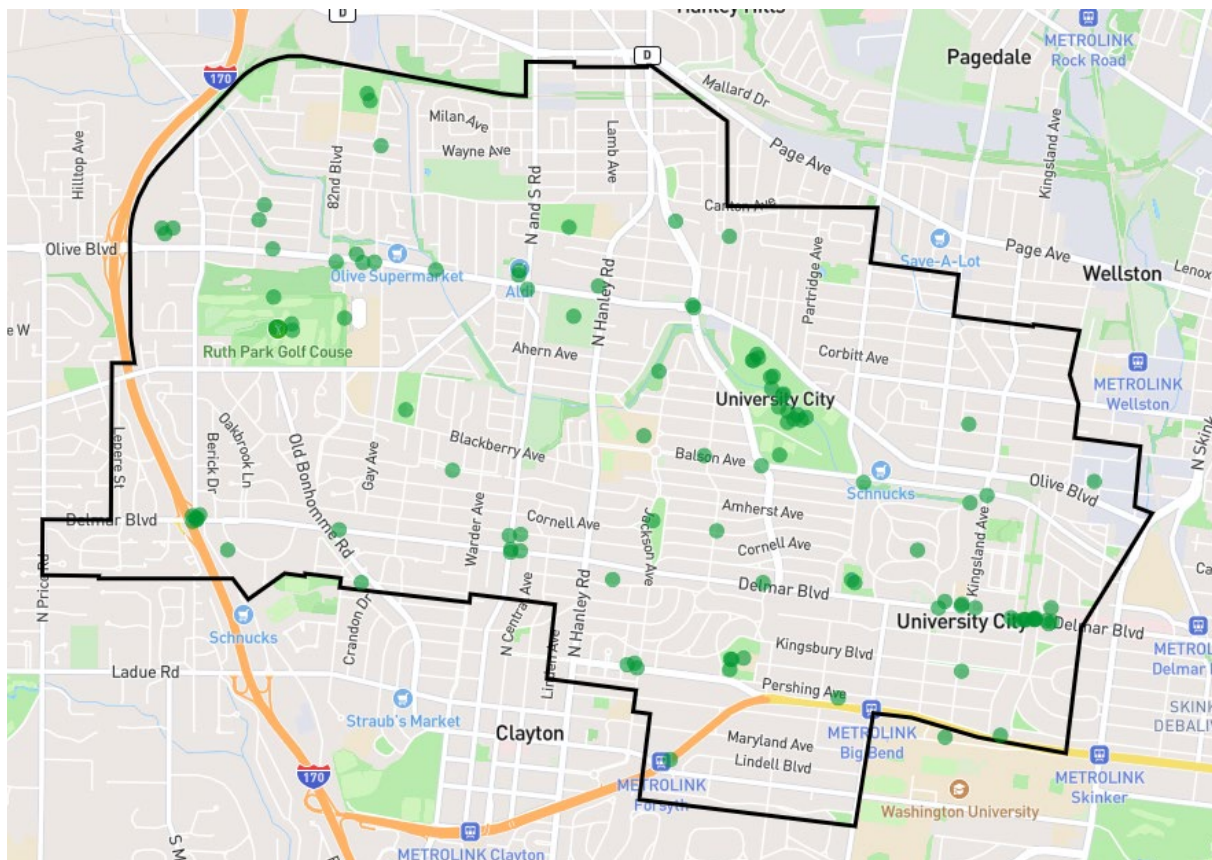 D
Hanley Hills
D
METROLINK
Rock Road
Pagedale
170
Mallard Dr
Milan Ave
Lamb Ave
Kingsland Ave
Hilltop Ave
82nd Blvd
Wayne Ave
Page Ave
N and S Rd
Canton Ave
Olive Blvd
Olive Supermarket
Aldi
Partridge Ave
Save-A-Lot
Page Ave
Wellston
Lenox
N Hanley Rd
e W
Ruth Park Golf Couse
Ahern Ave
Corbitt Ave
METROLINK
Wellston
University City
Lepere St
Berick Dr
Oakbrook Ln
Old Bonhomme Rd
Gay Ave
Blackberry Ave
Balson Ave
Schnucks
Olive Blvd
N Skink
Delmar Blvd
Warder Ave
Cornell Ave
Jackson Ave
Amherst Ave
Cornell Ave
Kingsland Ave
N Price Rd
Ca
Delmar Blvd
N Hanley Rd
Schnucks
Crandon Dr
N Central Ave
University City
Delmar Blvd
METROLI
Delmar
Kingsbury Blvd
Ladue Rd
Linden Ave
Pershing Ave
Straub's Market
Clayton
METROLINK
Big Bend
SKINK
DEBALIV
Maryland Ave
Lindell Blvd
170
METROLINK
Forsyth
METROLINK
Skinker
Washington University
S M
METROLINK Clayton